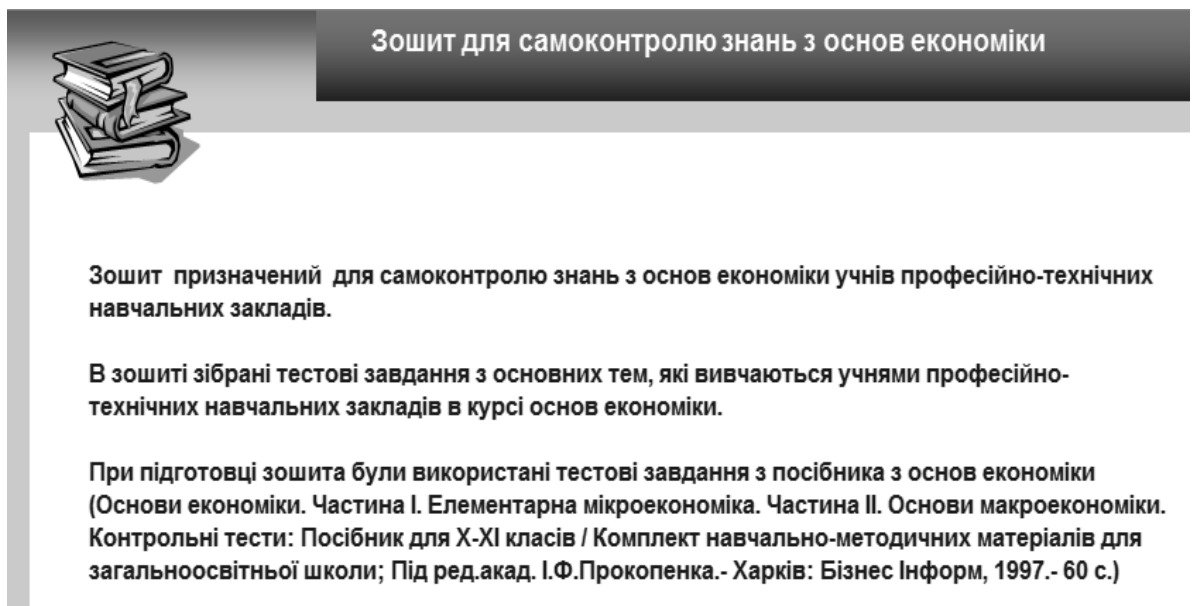 Зошит для самоконтролю знань з основ економіки
Зошит призначений для самоконтролю знань з основ економіки учнів професійно-технічних
навчальних закладів.
В зошиті зібрані тестові завдання з основних тем, які вивчаються учнями професійно-
технічних навчальних закладів в курсі основ економіки.
При підготовці зошита були використані тестові завдання з посібника з основ економіки
(Основи економіки. Частина I. Елементарна мікроекономіка. Частина II. Основи макроекономіки.
Контрольні тести: Посібник для X-XI класів / Комплект навчально-методичних матеріалів для
загальноосвітньої школи; Під ред.акад. І.Ф.Прокопенка.- Харків: Бізнес Інформ, 1997.- 60 с.)